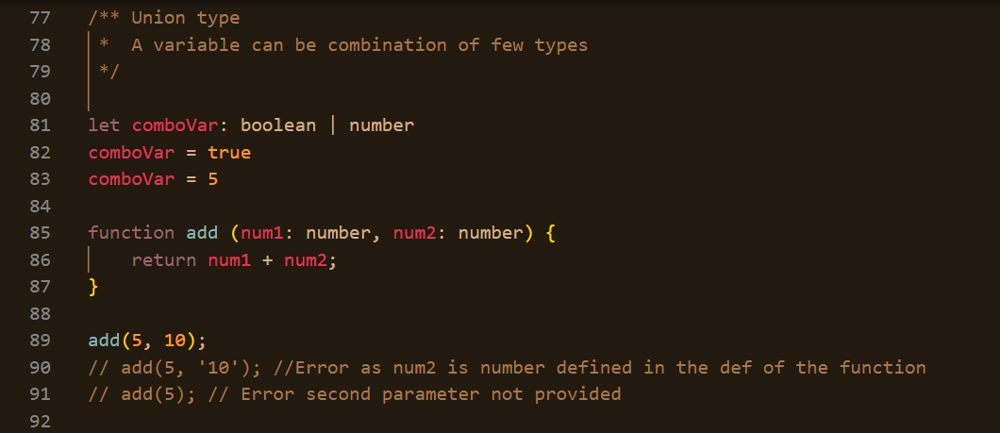 77 /** Union type
78  *  A variable can be combination of few types
79  */
80
81 let comboVar: boolean | number
82 comboVar = true
83 comboVar = 5
84
85 function add (num1: number, num2: number) {
86     return num1 + num2;
87 }
88
89 add(5, 10);
90 // add(5, '10'); //Error as num2 is number defined in the def of the function
91 // add(5); // Error second parameter not provided
92